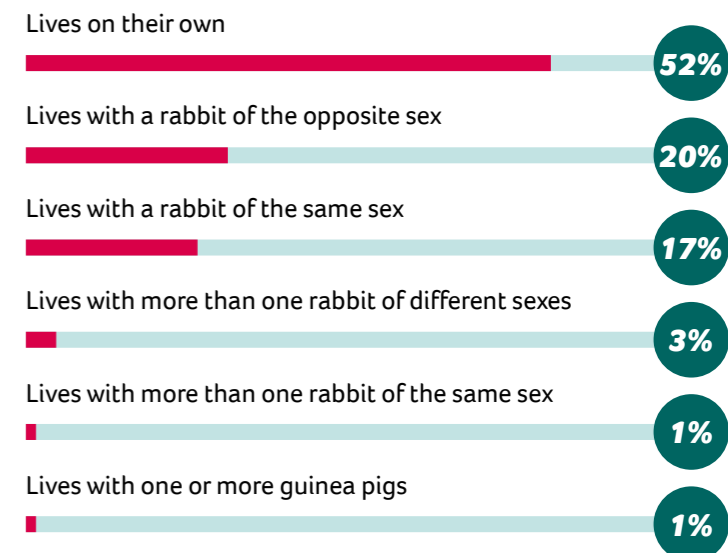 Lives on their own
52%
Lives with a rabbit of the opposite sex
20%
Lives with a rabbit of the same sex
17%
Lives with more than one rabbit of different sexes
3%
Lives with more than one rabbit of the same sex
1%
Lives with one or more guinea pigs
1%